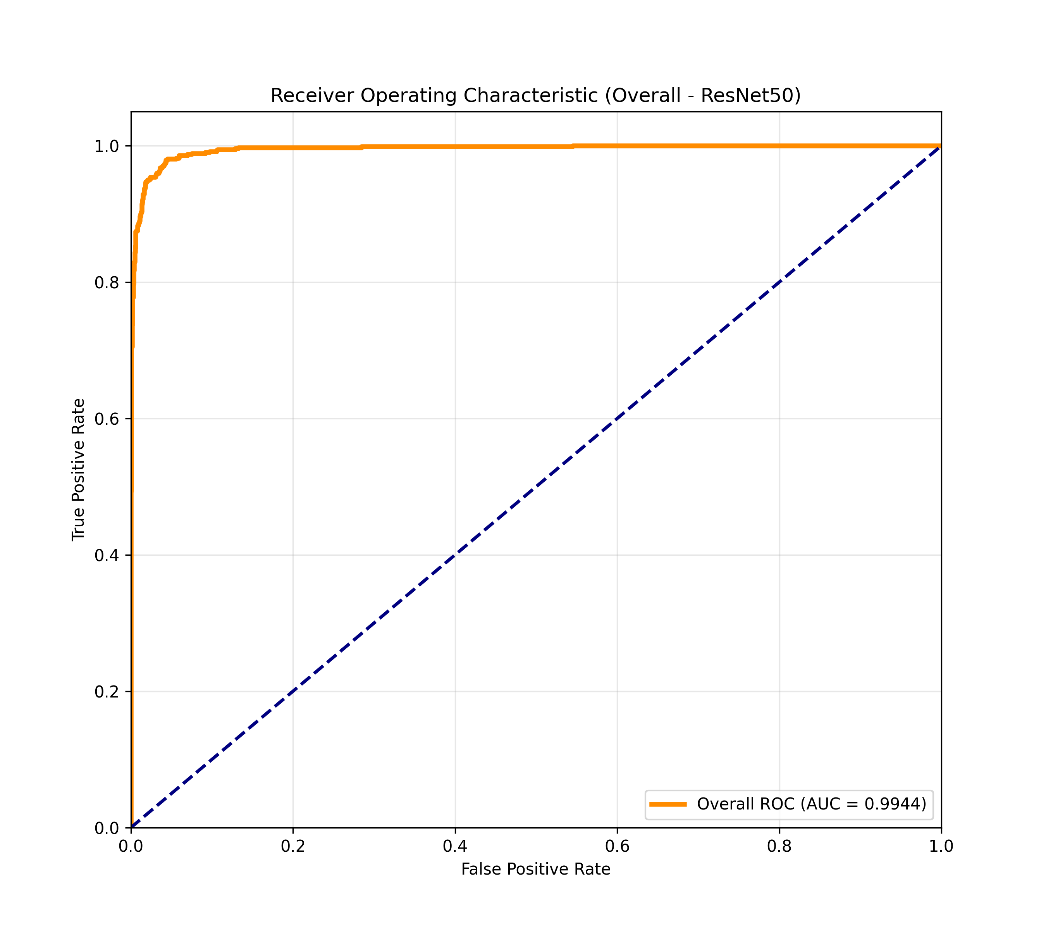 Receiver Operating Characteristic (Overall - ResNet50)
True Positive Rate
1.0
0.8
0.6
0.4
0.2
0.0
Overall ROC (AUC = 0.9944)
0.0 0.2 0.4 0.6 0.8 1.0
False Positive Rate